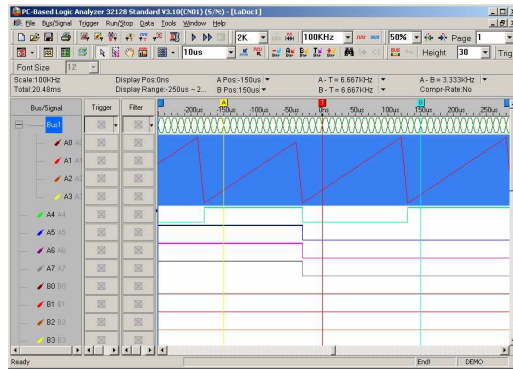 PC-Based Logic Analyzer 32128 Standard V3.10(CN01) (S/N:) - [LaDoc1]
File Bus/Signal Trigger Run/Stop Data Tools Window Help
2K 100KHz 50% Page 1
10us Height 30 Trig
Font Size 12
Scale:100KHz Display Pos:0ns A Pos:-150us A - T = 6.667KHz A - B = 3.333KHz
Total:20.48ms Display Range:-250us ~ 2... B Pos:150us B - T = 6.667KHz Compr-Rate:No
Bus/Signal Trigger Filter -200us -150us -100us -50us 0ns 50us 100us 150us 200us 250us
A T B
Bus1
A0 A0
A1 A1
A2 A2
A3 A3
A4 A4
A5 A5
A6 A6
A7 A7
B0 B0
B1 B1
B2 B2
B3 B3
Ready End! DEMO